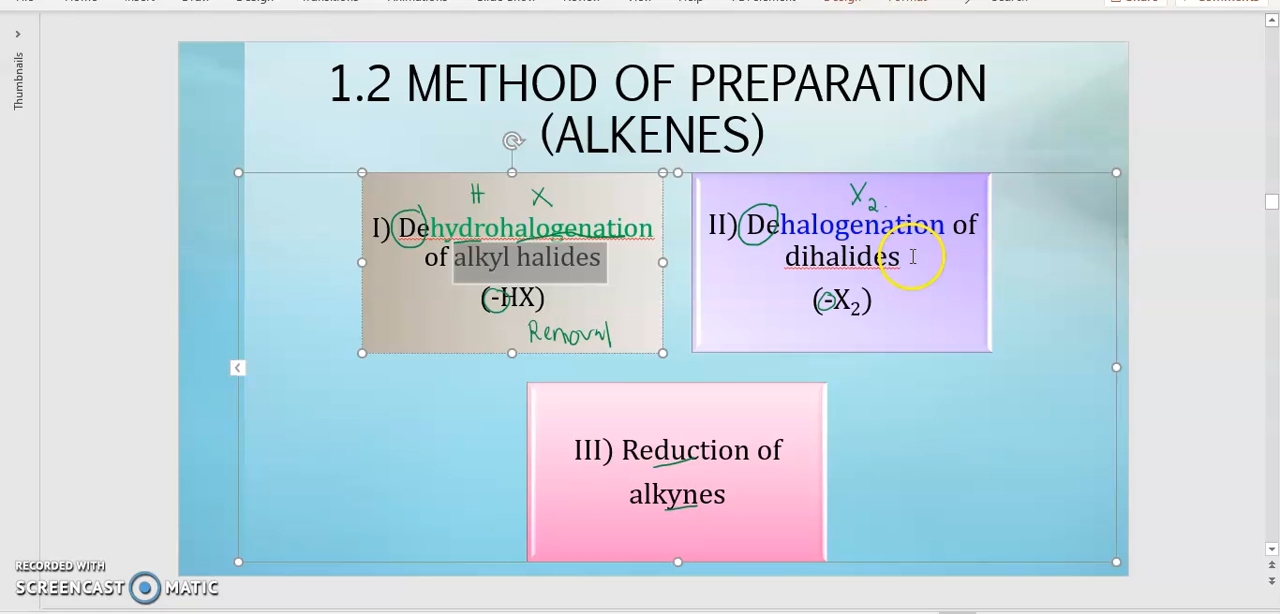 Thumbnails
1.2 METHOD OF PREPARATION
(ALKENES)
H X
I) Dehydrohalogenation
of alkyl halides
(-HX)
Removal
X2
II) Dehalogenation of
dihalides
(-X₂)
III) Reduction of
alkynes
RECORDED WITH
SCREENCAST MATIC